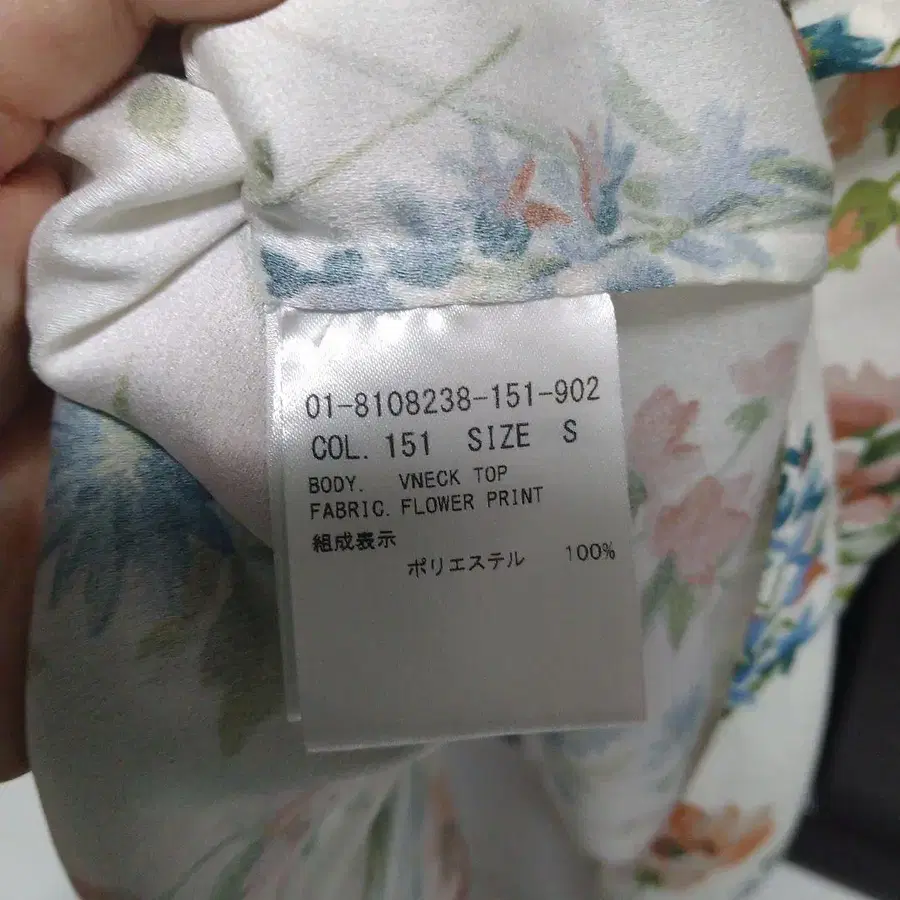 01-8108238-151-902
COL. 151 SIZE S
BODY. VNECK TOP
FABRIC. FLOWER PRINT
組成表示
ポリエステル 100%